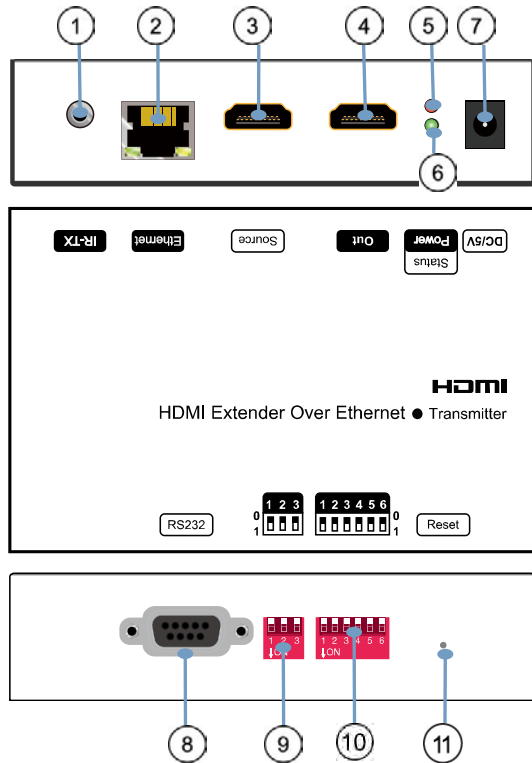 1 2 3 4 5 7
6
IR-TX Ethernet Source Out Power DC/5V
Status
HDMI
HDMI Extender Over Ethernet ● Transmitter
1 2 3 1 2 3 4 5 6
0 0
RS232 1 1 Reset
1 2 3 1 2 3 4 5 6
↓ON ↓ON
8 9 10 11